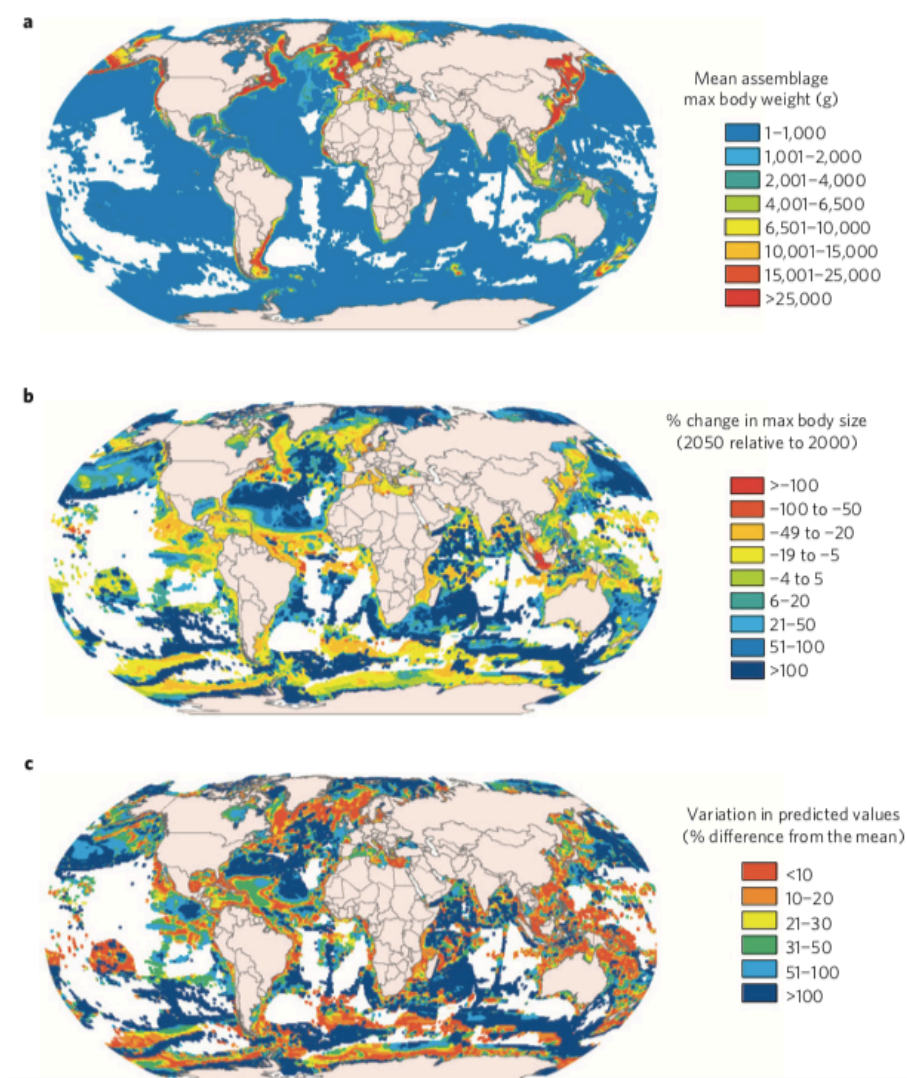 a
Mean assemblage
max body weight (g)
1–1,000
1,001–2,000
2,001–4,000
4,001–6,500
6,501–10,000
10,001–15,000
15,001–25,000
>25,000
b
% change in max body size
(2050 relative to 2000)
>−100
−100 to −50
−49 to −20
−19 to −5
−4 to 5
6−20
21−50
51−100
>100
c
Variation in predicted values
(% difference from the mean)
<10
10−20
21−30
31−50
51−100
>100